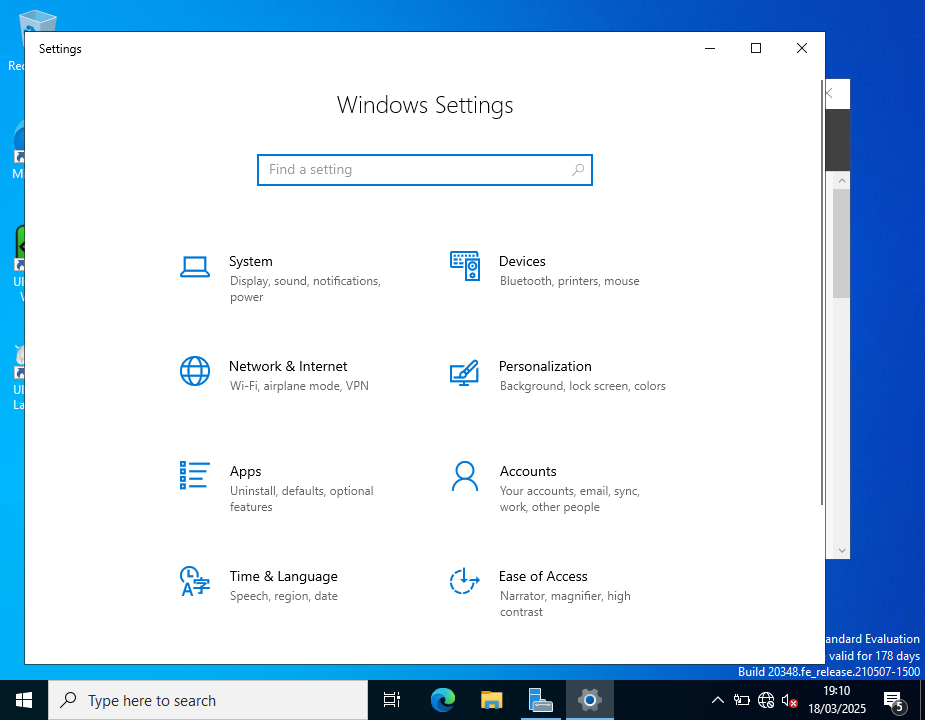 Settings
Windows Settings
Find a setting
System
Display, sound, notifications,
power
Devices
Bluetooth, printers, mouse
Network & Internet
Wi-Fi, airplane mode, VPN
Personalization
Background, lock screen, colors
Apps
Uninstall, defaults, optional
features
Accounts
Your accounts, email, sync,
work, other people
Time & Language
Speech, region, date
Ease of Access
Narrator, magnifier, high
contrast
Evaluation
valid for 178 days
Build 20348.fe_release.210507-1500
Type here to search
19:10
18/03/2025
5